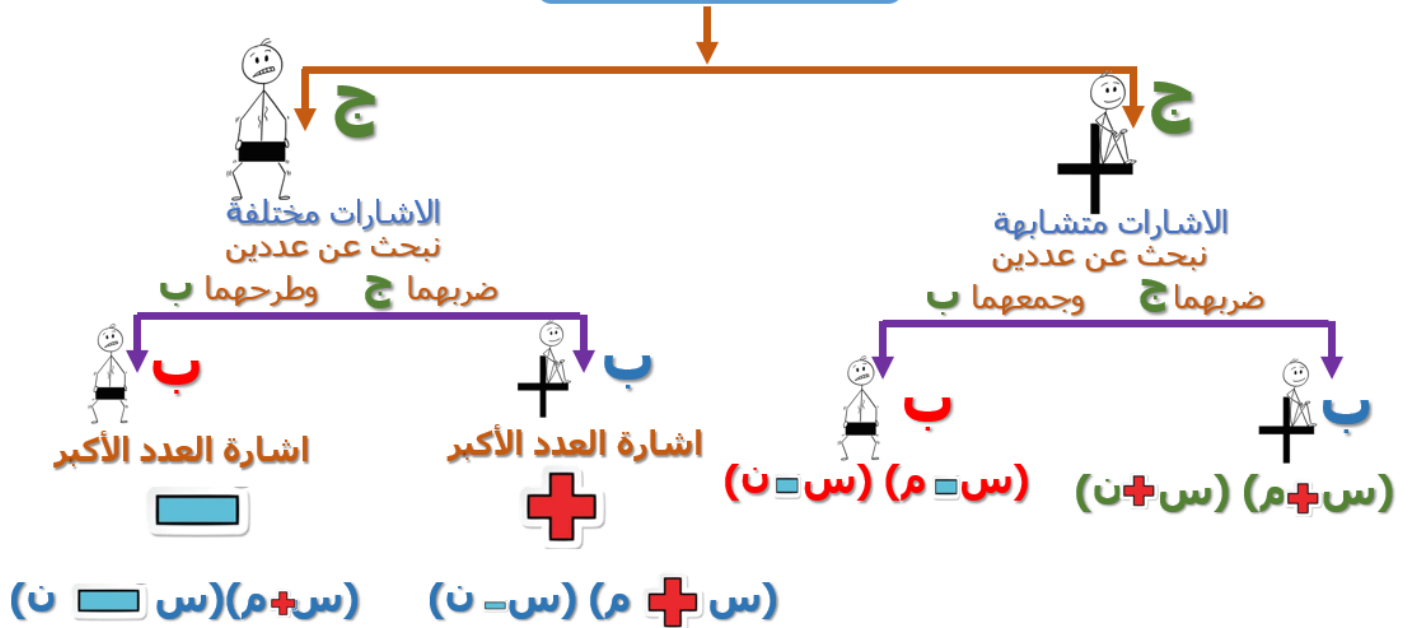 ج
الاشارات متشابهة
نبحث عن عددين
ضربهما ج وجمعهما ب
ب
(س+م) (س+ن)
ب
(س-م) (س-ن)
ج
الاشارات مختلفة
نبحث عن عددين
ضربهما ج وطرحهما ب
ب
اشارة العدد الأكبر
+
(س + م) (س - ن)
ب
اشارة العدد الأكبر
-
(س+م)(س - ن)